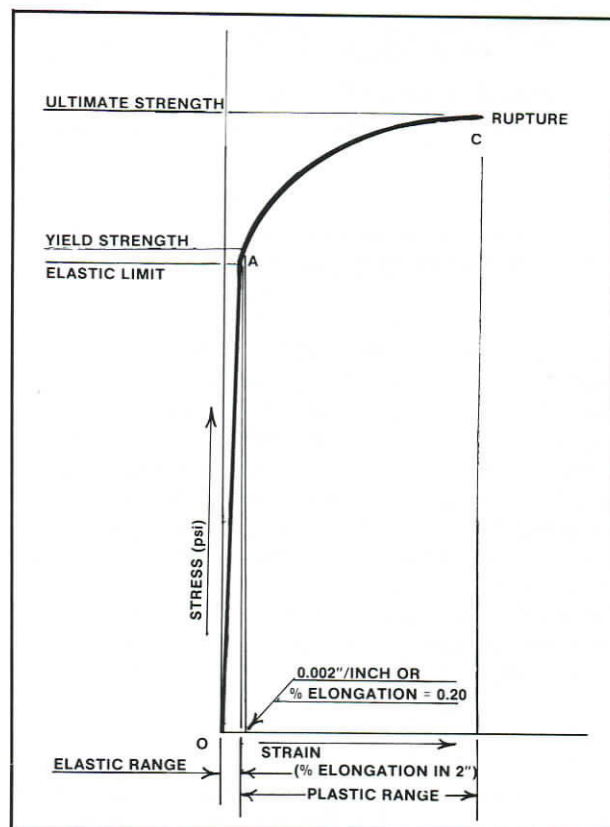 ULTIMATE STRENGTH
RUPTURE
C
YIELD STRENGTH
A
ELASTIC LIMIT
STRESS (psi)
0.002"/INCH OR
% ELONGATION = 0.20
O
STRAIN
ELASTIC RANGE
(% ELONGATION IN 2")
PLASTIC RANGE